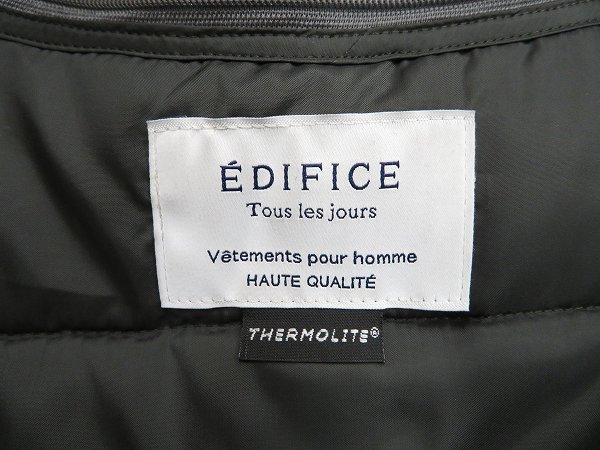 ÉDIFICE
Tous les jours
Vêtements pour homme
HAUTE QUALITÉ
THERMOLITE®